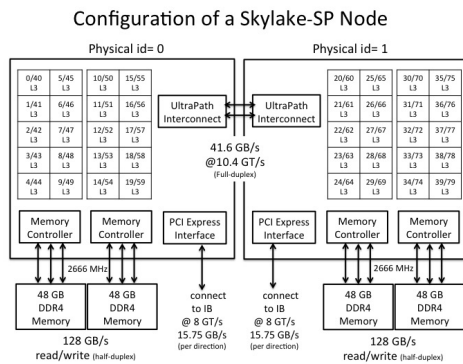 Configuration of a Skylake-SP Node
Physical id= 0
Physical id= 1
0/40 L3 5/45 L3 10/50 L3 15/55 L3
1/41 L3 6/46 L3 11/51 L3 16/56 L3
2/42 L3 7/47 L3 12/52 L3 17/57 L3
3/43 L3 8/48 L3 13/53 L3 18/58 L3
4/44 L3 9/49 L3 14/54 L3 19/59 L3
UltraPath
Interconnect
UltraPath
Interconnect
41.6 GB/s
@10.4 GT/s
(Full-duplex)
20/60 L3 25/65 L3 30/70 L3 35/75 L3
21/61 L3 26/66 L3 31/71 L3 36/76 L3
22/62 L3 27/67 L3 32/72 L3 37/77 L3
23/63 L3 28/68 L3 33/73 L3 38/78 L3
24/64 L3 29/69 L3 34/74 L3 39/79 L3
Memory
Controller
Memory
Controller
PCI Express
Interface
PCI Express
Interface
Memory
Controller
Memory
Controller
2666 MHz
2666 MHz
48 GB
DDR4
Memory
48 GB
DDR4
Memory
128 GB/s
read/write (half-duplex)
connect
to IB
@ 8 GT/s
15.75 GB/s
(per direction)
connect
to IB
@ 8 GT/s
15.75 GB/s
(per direction)
48 GB
DDR4
Memory
48 GB
DDR4
Memory
128 GB/s
read/write (half-duplex)